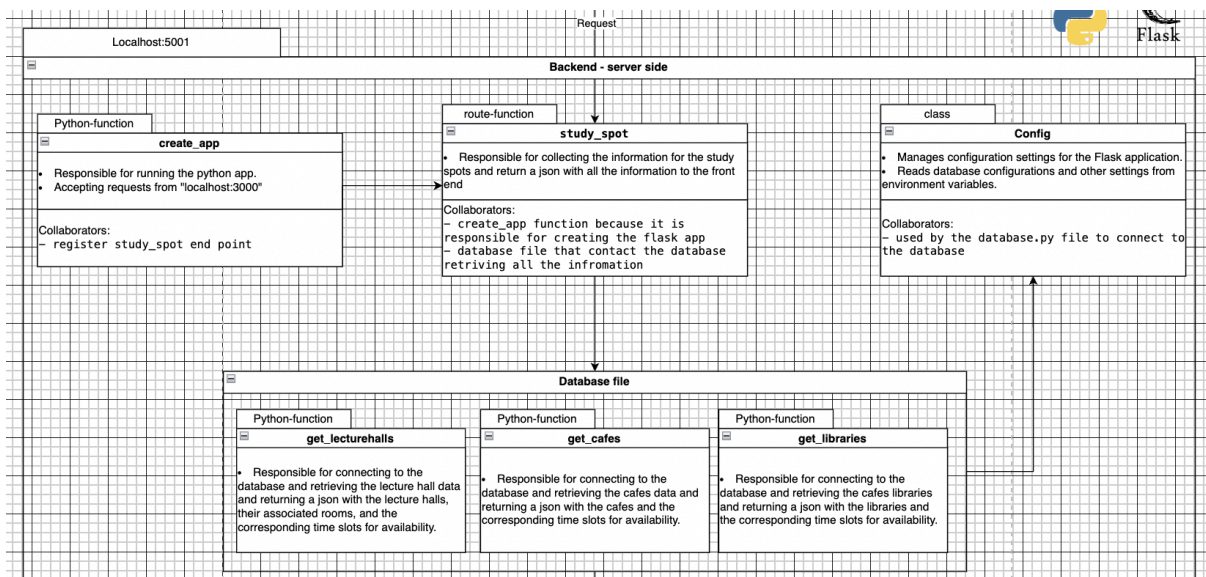 Request
Flask
Localhost:5001
Backend - server side
Python-function
create_app
• Responsible for running the python app.
• Accepting requests from "localhost:3000"
Collaborators:
– register study_spot end point
route-function
study_spot
• Responsible for collecting the information for the study
spots and return a json with all the information to the front
end
Collaborators:
– create_app function because it is
responsible for creating the flask app
– database file that contact the database
retriving all the infromation
class
Config
• Manages configuration settings for the Flask application.
• Reads database configurations and other settings from
environment variables.
Collaborators:
– used by the database.py file to connect to
the database
Database file
Python-function
get_lecturehalls
• Responsible for connecting to the
database and retrieving the lecture hall data
and returning a json with the lecture halls,
their associated rooms, and the
corresponding time slots for availability.
Python-function
get_cafes
• Responsible for connecting to the
database and retrieving the cafes data and
returning a json with the cafes and the
corresponding time slots for availability.
Python-function
get_libraries
• Responsible for connecting to the
database and retrieving the cafes libraries
and returning a json with the libraries and
the corresponding time slots for availability.